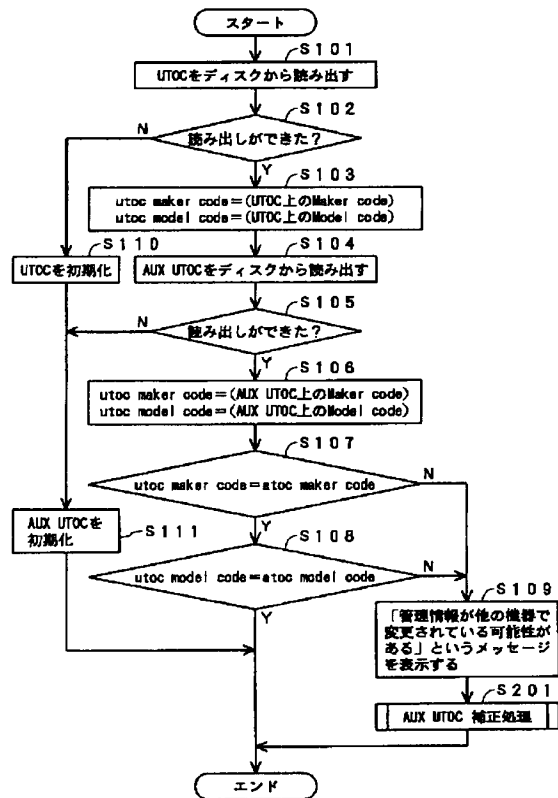 スタート
S101
UTOCをディスクから読み出す
S102
N
読み出しができた？
Y
S103
utoc maker code=(UTOC上のMaker code)
utoc model code=(UTOC上のModel code)
S110
UTOCを初期化
S104
AUX UTOCをディスクから読み出す
S105
N
読み出しができた？
Y
S106
utoc maker code=(AUX UTOC上のMaker code)
utoc model code=(AUX UTOC上のModel code)
S107
utoc maker code=atoc maker code
N
Y
AUX UTOCを
初期化
S111
S108
utoc model code=atoc model code
N
Y
S109
「管理情報が他の機器で
変更されている可能性が
ある」というメッセージ
を表示する
S201
AUX UTOC 補正処理
エンド